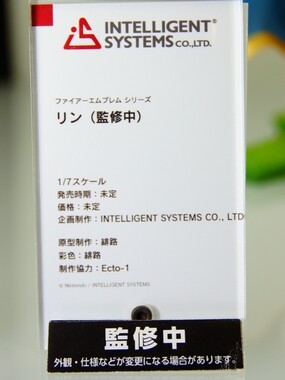 INTELLIGENT®
SYSTEMS CO.,LTD.
ファイアーエムブレム シリーズ
リン（監修中）
1/7スケール
発売時期：未定
価格：未定
企画制作：INTELLIGENT SYSTEMS CO., LTD
原型制作：緋路
彩色：緋路
制作協力：Ecto-1
© Nintendo / INTELLIGENT SYSTEMS
監修中
外観・仕様などが変更になる場合があります。